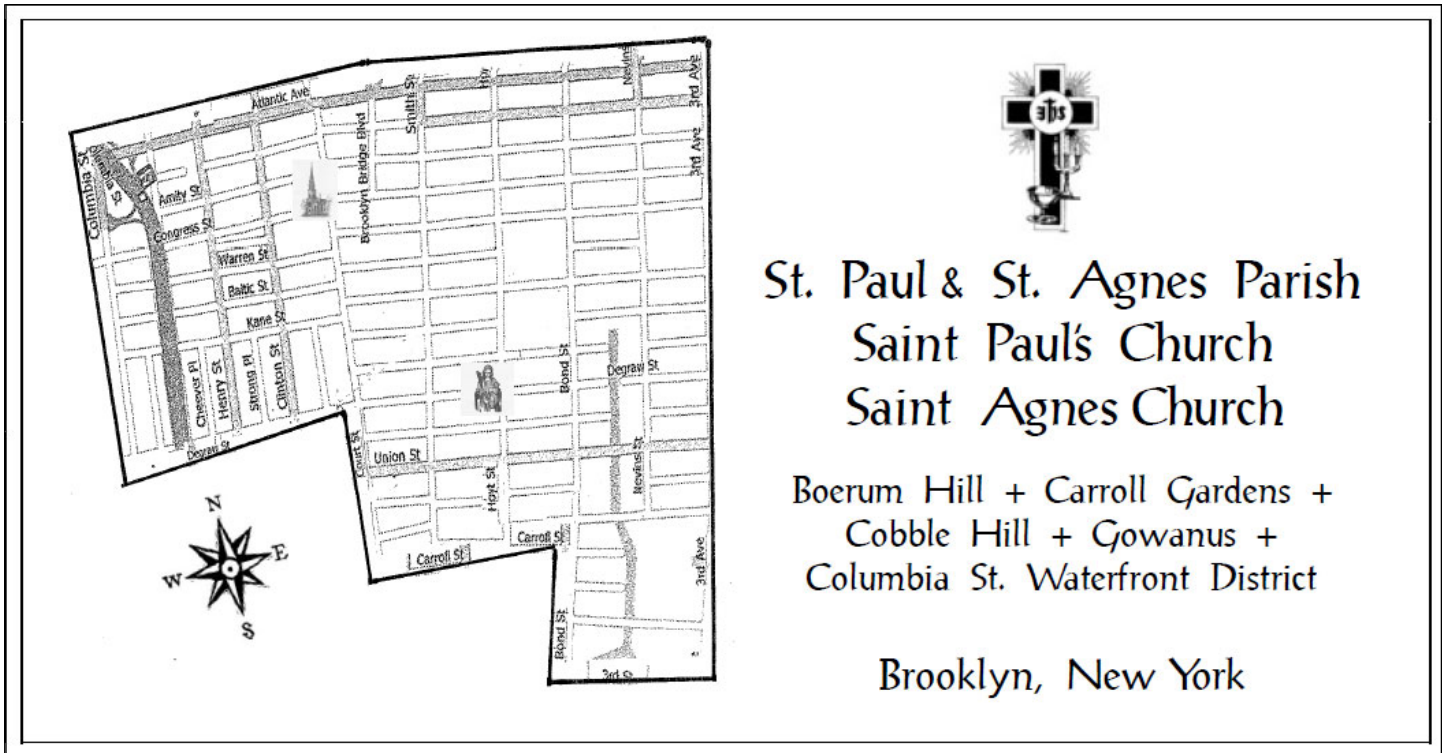 Atlantic Ave
Smith St
Nevins
3rd Ave
3rd Ave
Brooklyn Bridge Blvd
Columbia St
Amity St
Congress St
Warren St
Baltic St
Kane St
Cheever Pl
Henry St
Strong Pl
Clinton St
Degraw St
Court St
Union St
Hoyt St
Bond St
Degraw St
Nevins St
Carroll St
Carroll St
Bond St
3rd Ave
3rd St
N
E
W
S
St. Paul & St. Agnes Parish
Saint Paul's Church
Saint Agnes Church
Boerum Hill + Carroll Gardens +
Cobble Hill + Gowanus +
Columbia St. Waterfront District
Brooklyn, New York